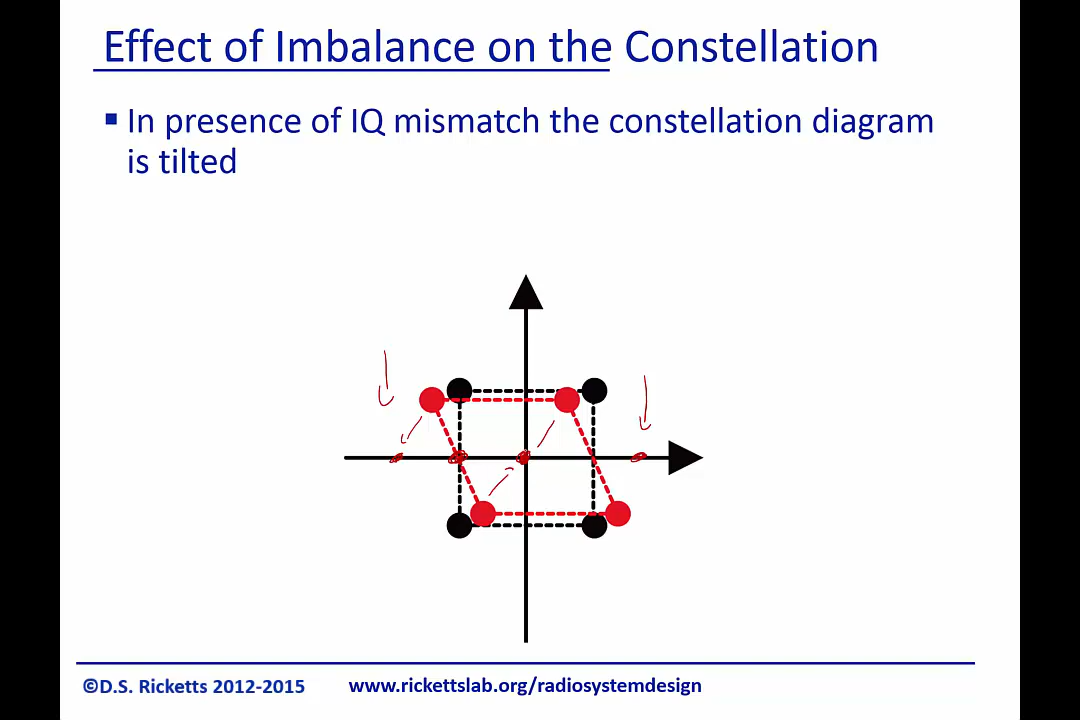 Effect of Imbalance on the Constellation
▪ In presence of IQ mismatch the constellation diagram
is tilted
©D.S. Ricketts 2012-2015 www.rickettslab.org/radiosystemdesign